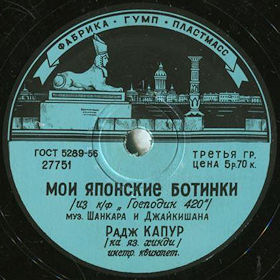 ФАБРИКА • ГУМП • ПЛАСТМАСС
ГОСТ 5289-56
27751
ТРЕТЬЯ ГР.
ЦЕНА 5р.70к.
МОИ ЯПОНСКИЕ БОТИНКИ
/из к/ф „Господин 420"/
муз. ШАНКАРА И ДЖАЙКИШАНА
РАДЖ КАПУР
/на яз. хинди/
инстр. квинтет.